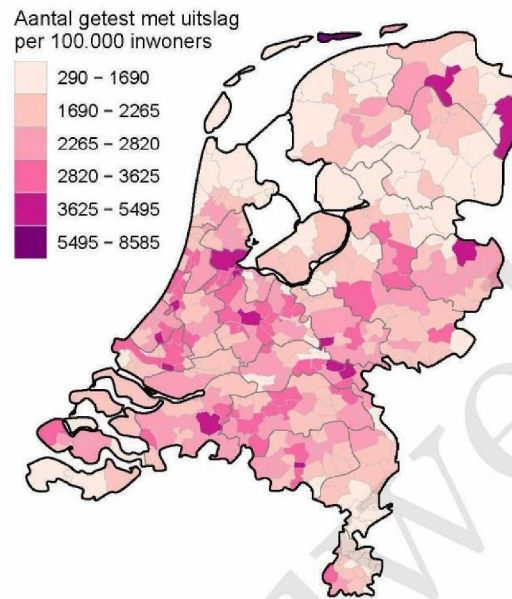 Aantal getest met uitslag
per 100.000 inwoners
290 – 1690
1690 – 2265
2265 – 2820
2820 – 3625
3625 – 5495
5495 – 8585